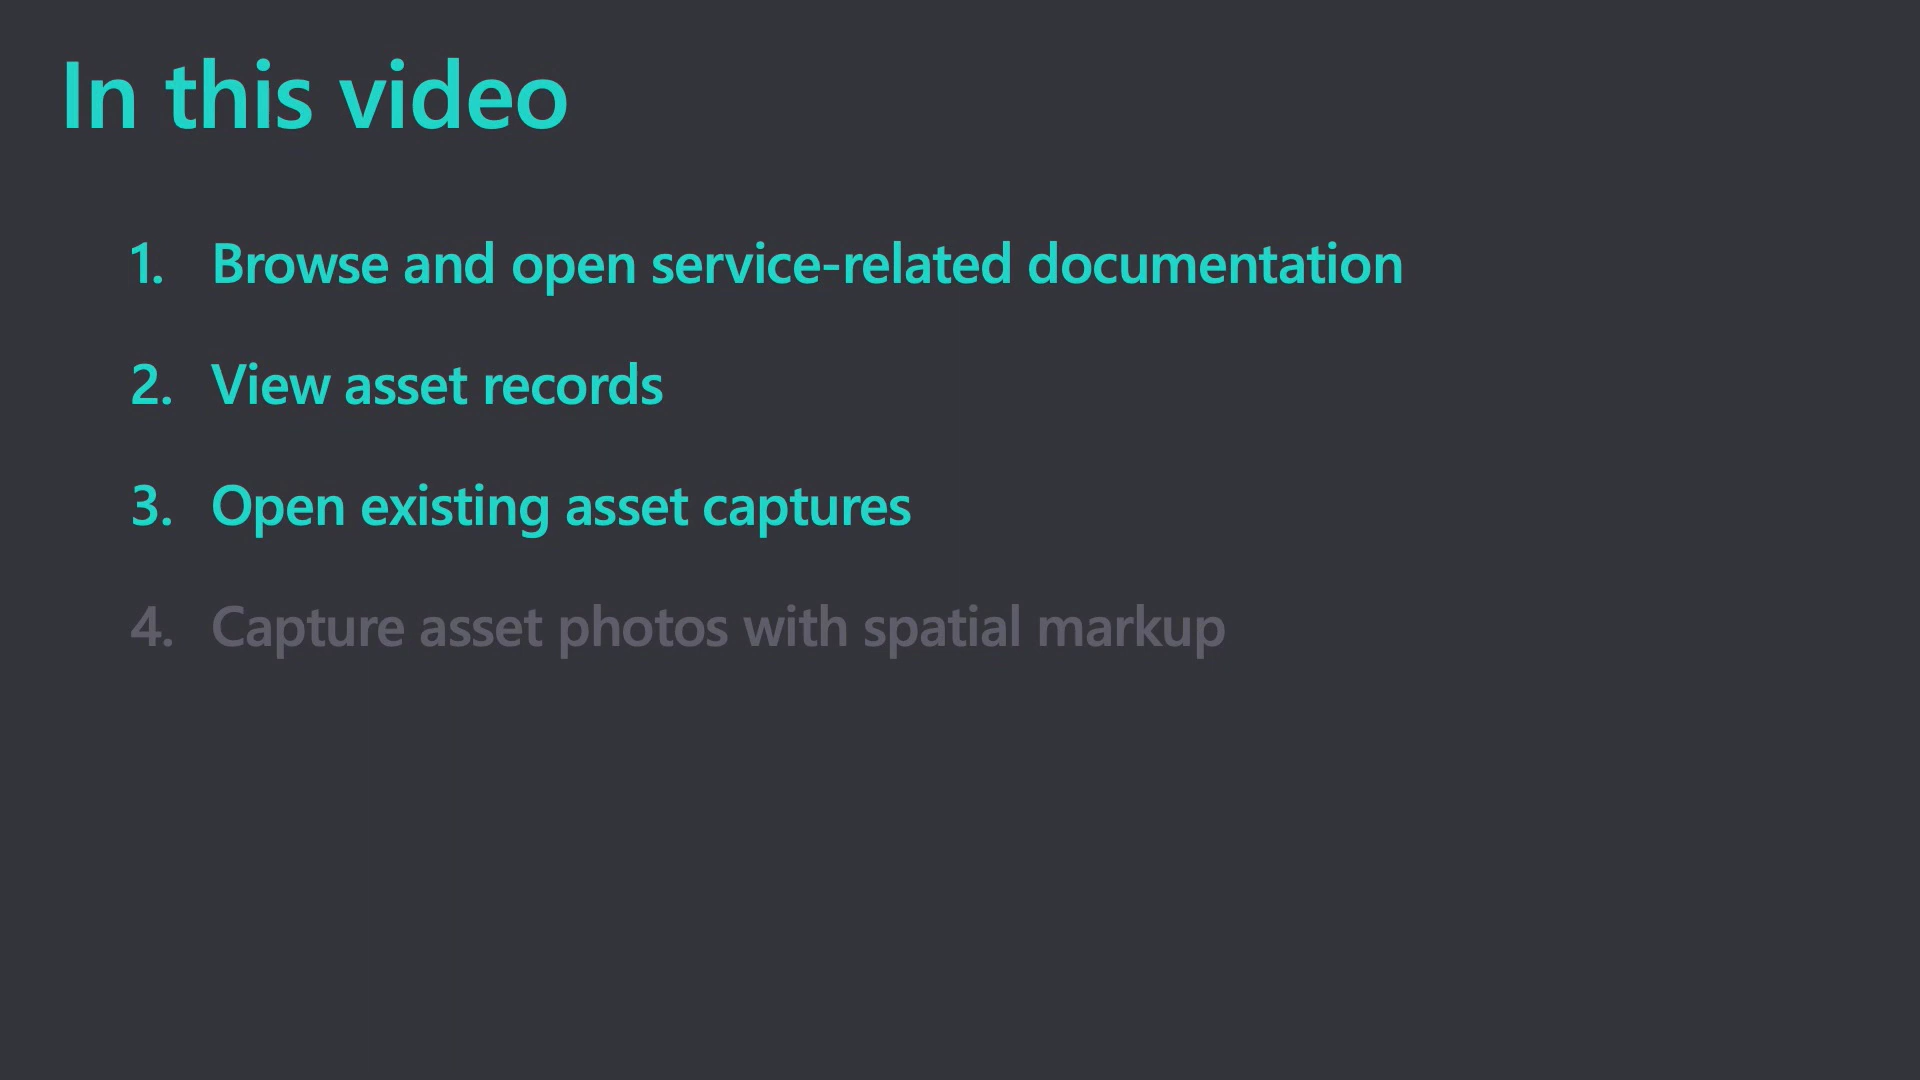 In this video
1. Browse and open service-related documentation
2. View asset records
3. Open existing asset captures
4. Capture asset photos with spatial markup